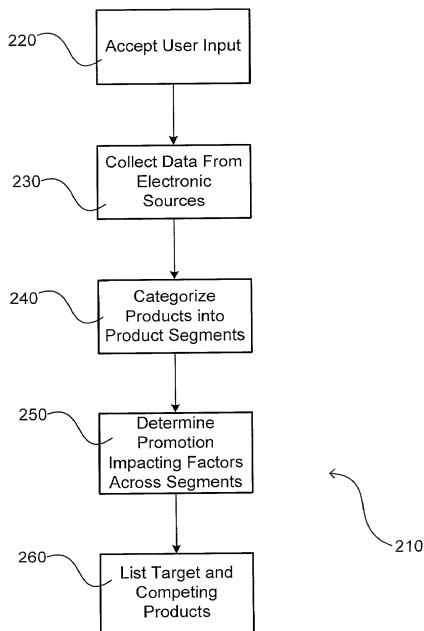 220
Accept User Input
230
Collect Data From
Electronic
Sources
240
Categorize
Products into
Product Segments
250
Determine
Promotion
Impacting Factors
Across Segments
210
260
List Target and
Competing
Products